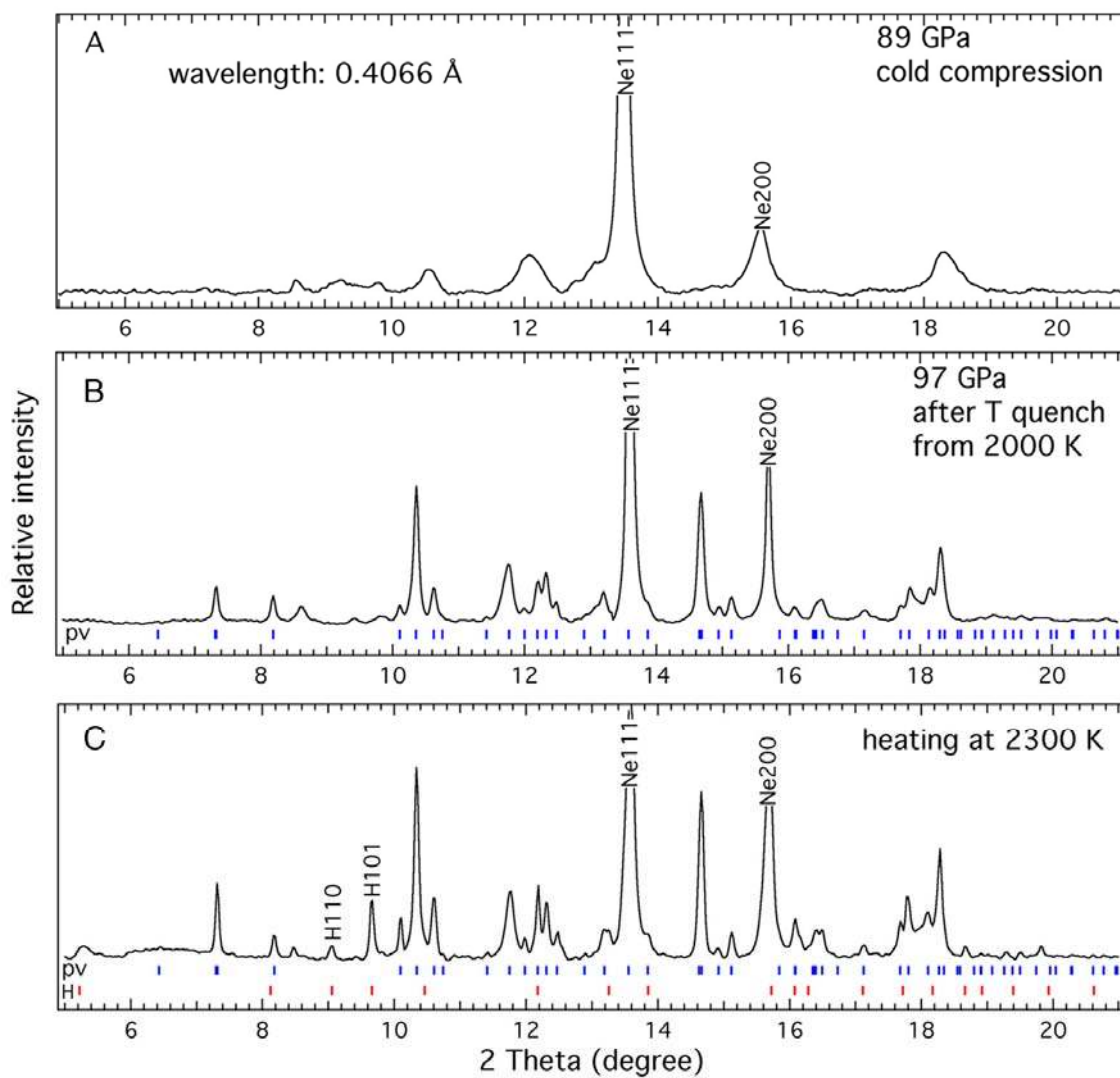 A
wavelength: 0.4066 Å
Ne111
Ne200
89 GPa
cold compression
6 8 10 12 14 16 18 20
B
Ne111
Ne200
97 GPa
after T quench
from 2000 K
pv
6 8 10 12 14 16 18 20
Relative intensity
C
H110
H101
Ne111
Ne200
heating at 2300 K
pv
H
6 8 10 12 14 16 18 20
2 Theta (degree)